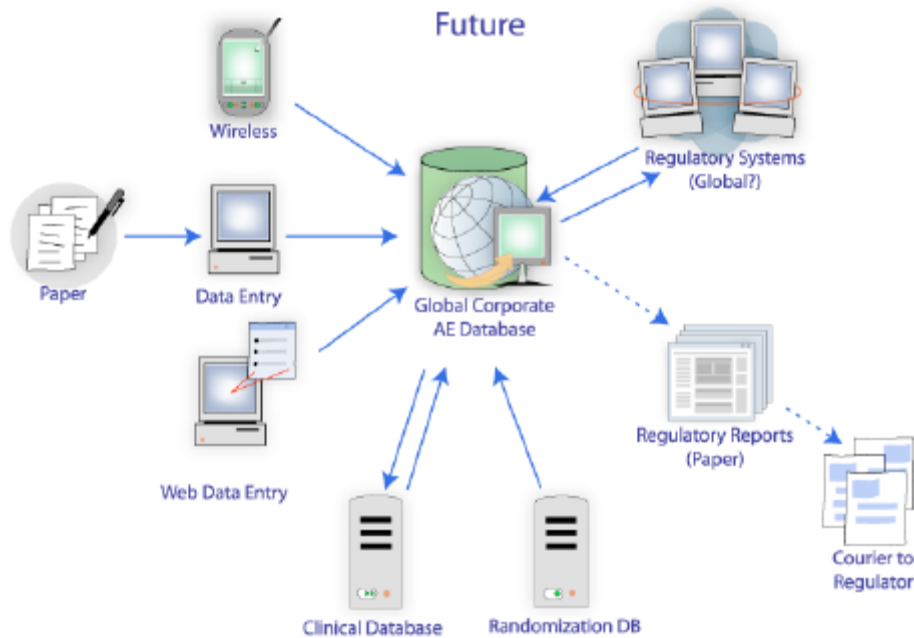 Future
Wireless
Regulatory Systems
(Global?)
Paper
Data Entry
Global Corporate
AE Database
Web Data Entry
Regulatory Reports
(Paper)
Courier to
Regulator
Clinical Database
Randomization DB